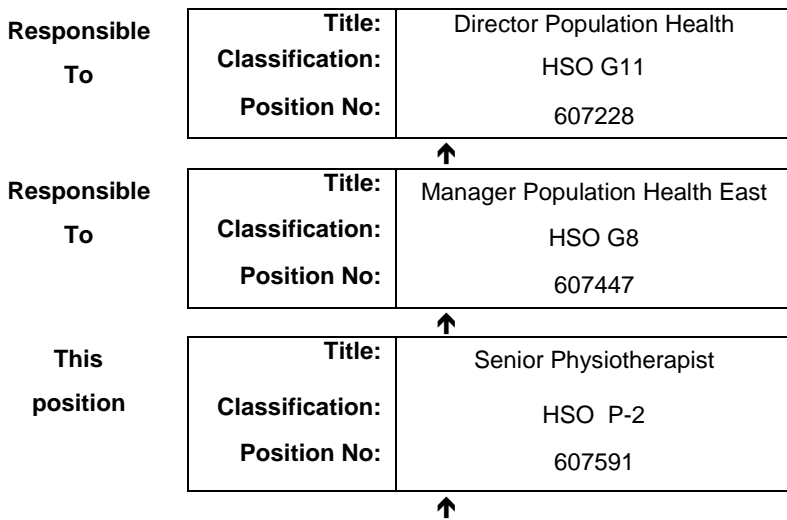 Responsible To
Title: Director Population Health
Classification: HSO G11
Position No: 607228
Responsible To
Title: Manager Population Health East
Classification: HSO G8
Position No: 607447
This position
Title: Senior Physiotherapist
Classification: HSO P-2
Position No: 607591